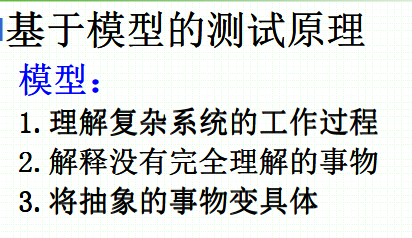 基于模型的测试原理
模型：
1.理解复杂系统的工作过程
2.解释没有完全理解的事物
3.将抽象的事物变具体